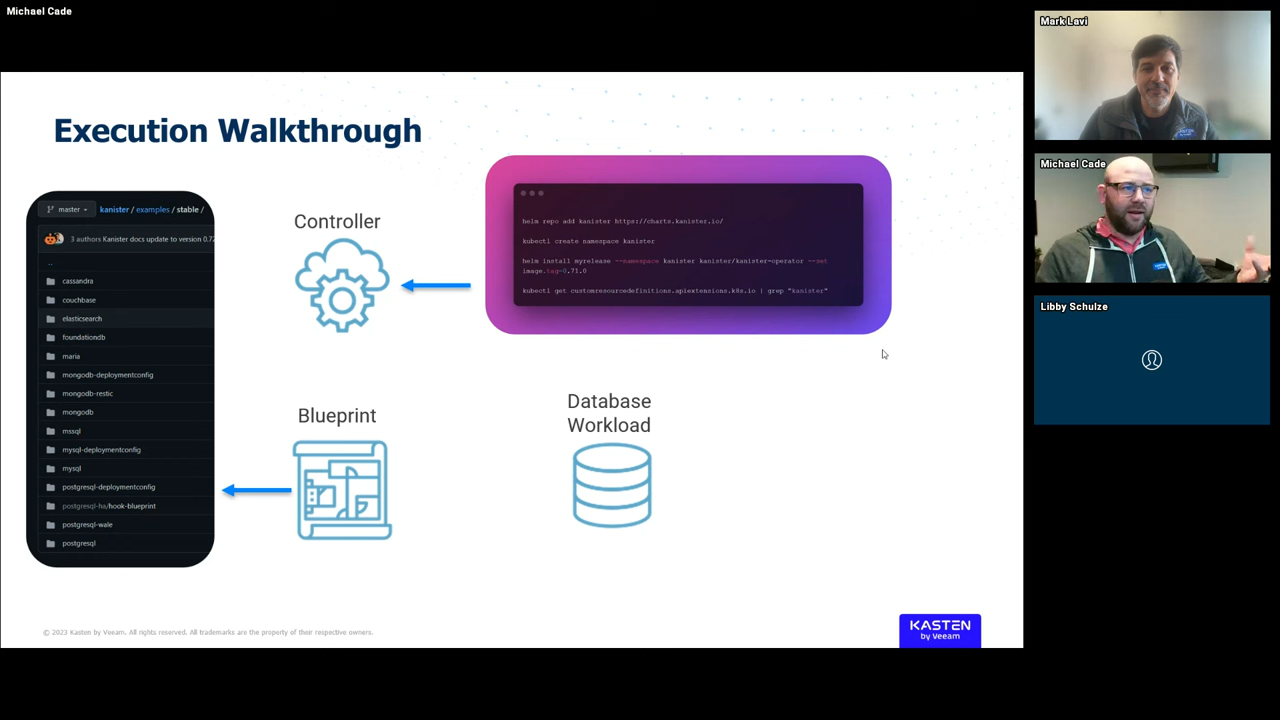 Michael Cade
Execution Walkthrough
master
kanister / examples / stable /
3 authors Kanister docs update to version 0.72
..
cassandra
couchbase
elasticsearch
foundationdb
maria
mongodb-deploymentconfig
mongodb-restic
mongodb
mssql
mysql-deploymentconfig
mysql
postgresql-deploymentconfig
postgresql-ha/hook-blueprint
postgresql-wale
postgresql
Controller
helm repo add kanister https://charts.kanister.io/
kubectl create namespace kanister
helm install myrelease --namespace kanister kanister/kanister-operator --set
image.tag=0.71.0
kubectl get customresourcedefinitions.apiextensions.k8s.io | grep "kanister"
Blueprint
Database
Workload
© 2023 Kasten by Veeam. All rights reserved. All trademarks are the property of their respective owners.
KASTEN
by Veeam
Mark Lavi
KASTEN
Michael Cade
Libby Schulze